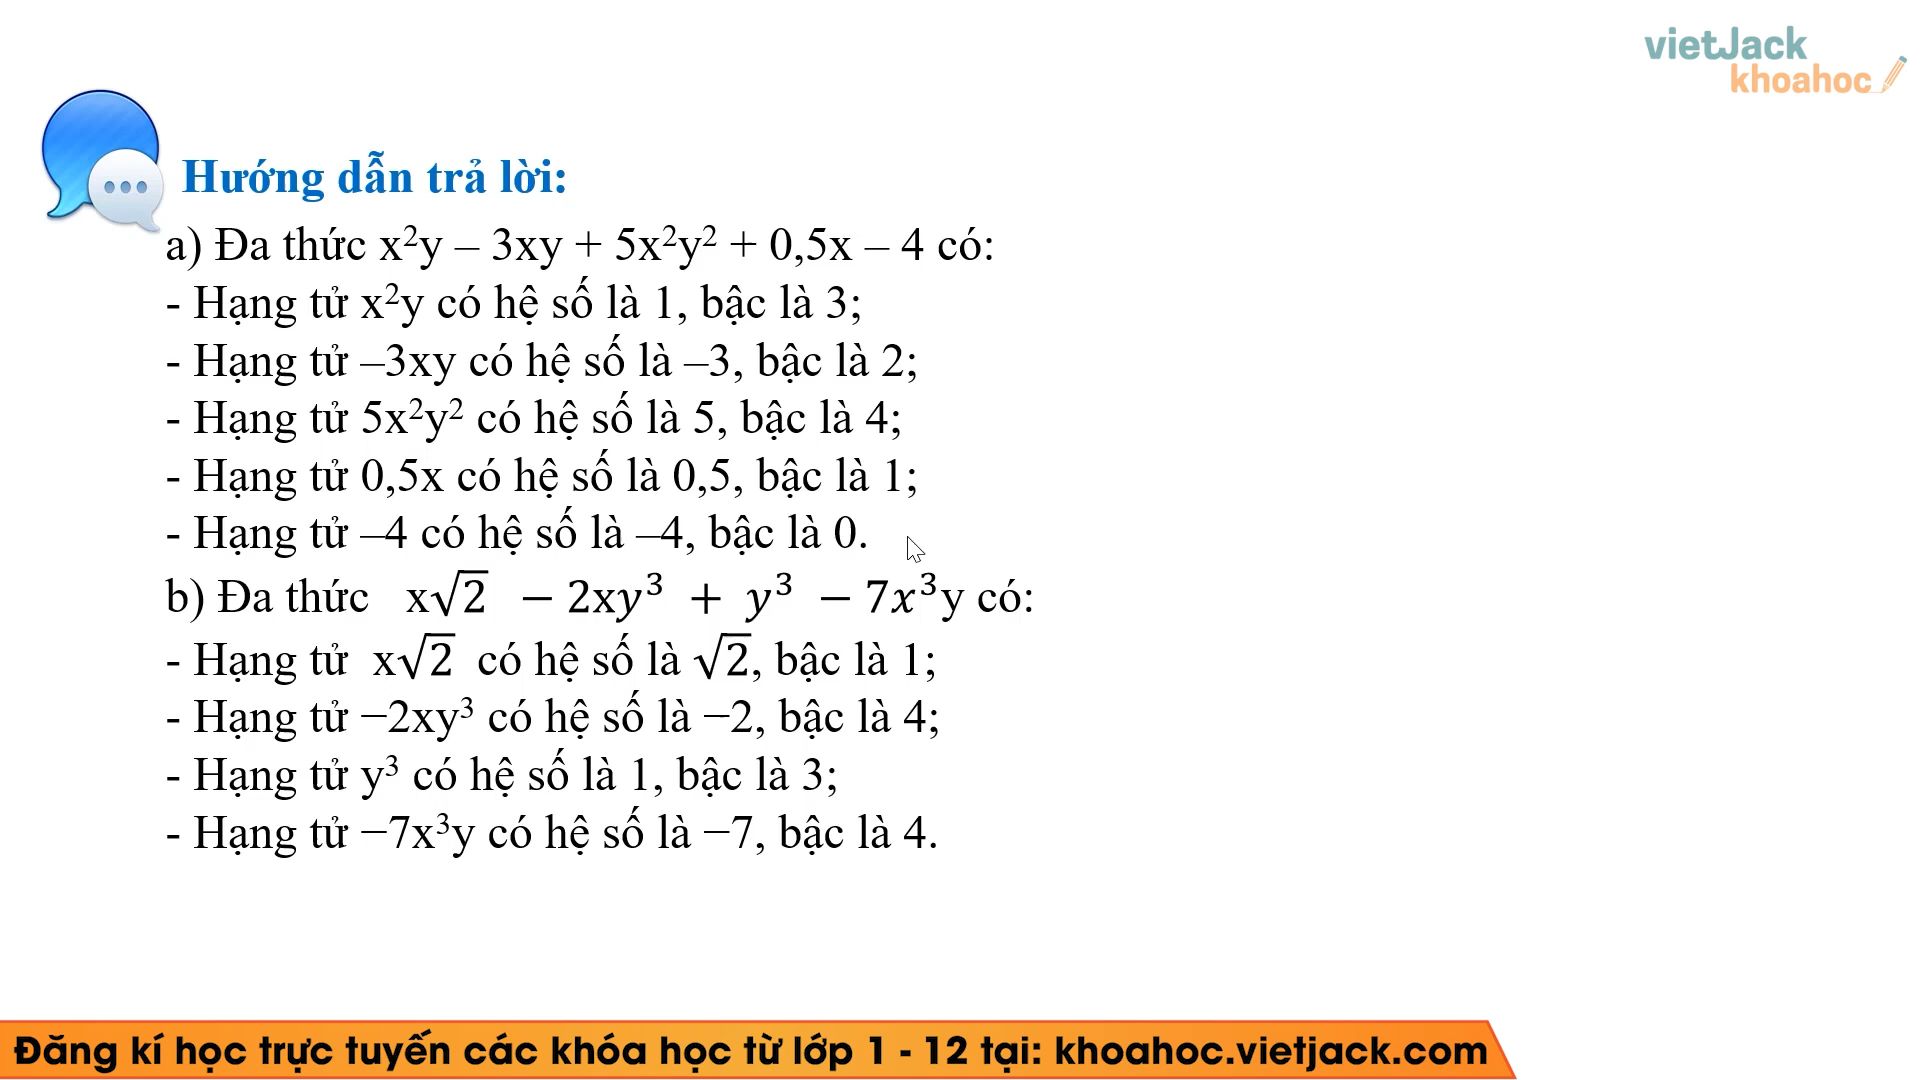 vietJack
khoahoc
Hướng dẫn trả lời:
a) Đa thức x²y – 3xy + 5x²y² + 0,5x – 4 có:
- Hạng tử x²y có hệ số là 1, bậc là 3;
- Hạng tử –3xy có hệ số là –3, bậc là 2;
- Hạng tử 5x²y² có hệ số là 5, bậc là 4;
- Hạng tử 0,5x có hệ số là 0,5, bậc là 1;
- Hạng tử –4 có hệ số là –4, bậc là 0.
b) Đa thức x√2 − 2xy³ + y³ − 7x³y có:
- Hạng tử x√2 có hệ số là √2, bậc là 1;
- Hạng tử −2xy³ có hệ số là −2, bậc là 4;
- Hạng tử y³ có hệ số là 1, bậc là 3;
- Hạng tử −7x³y có hệ số là −7, bậc là 4.
Đăng kí học trực tuyến các khóa học từ lớp 1 - 12 tại: khoahoc.vietjack.com